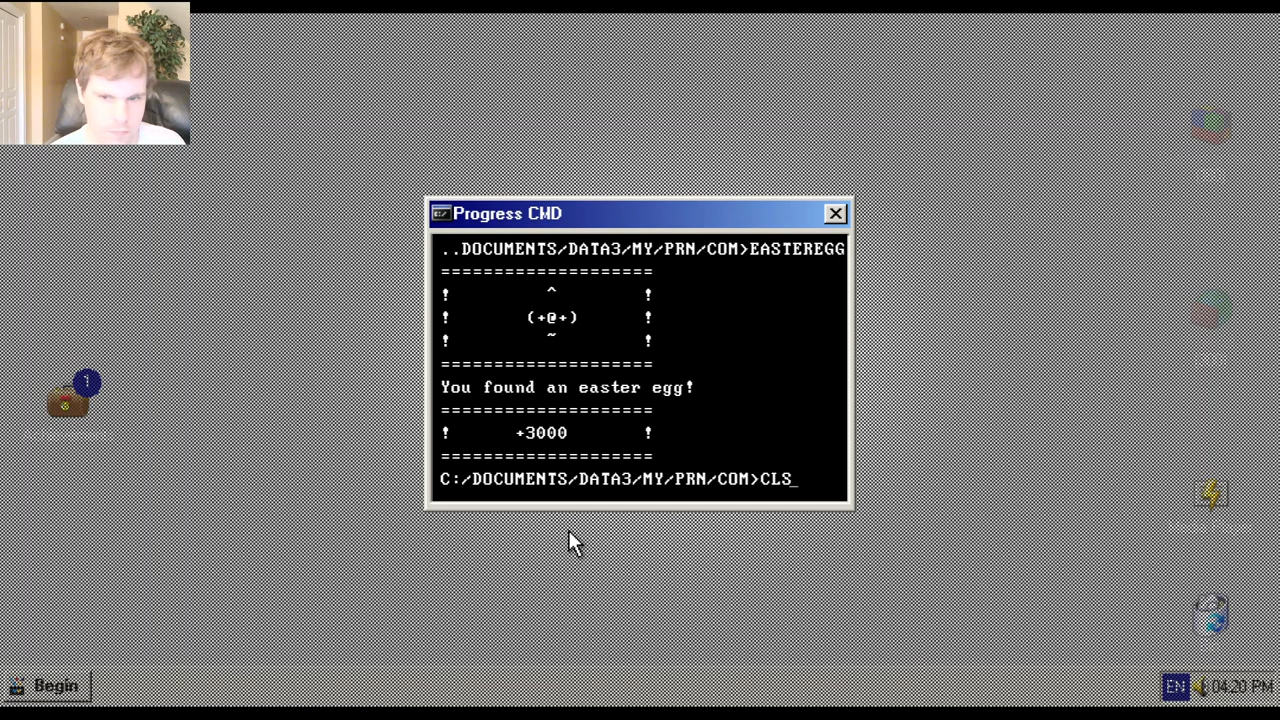 Progress CMD
..DOCUMENTS/DATA3/MY/PRN/COM>EASTEREGG
====================
! ^ !
! (+@+) !
! ~ !
====================
You found an easter egg!
====================
! +3000 !
====================
C:/DOCUMENTS/DATA3/MY/PRN/COM>CLS_
1
Begin
EN 04:20 PM